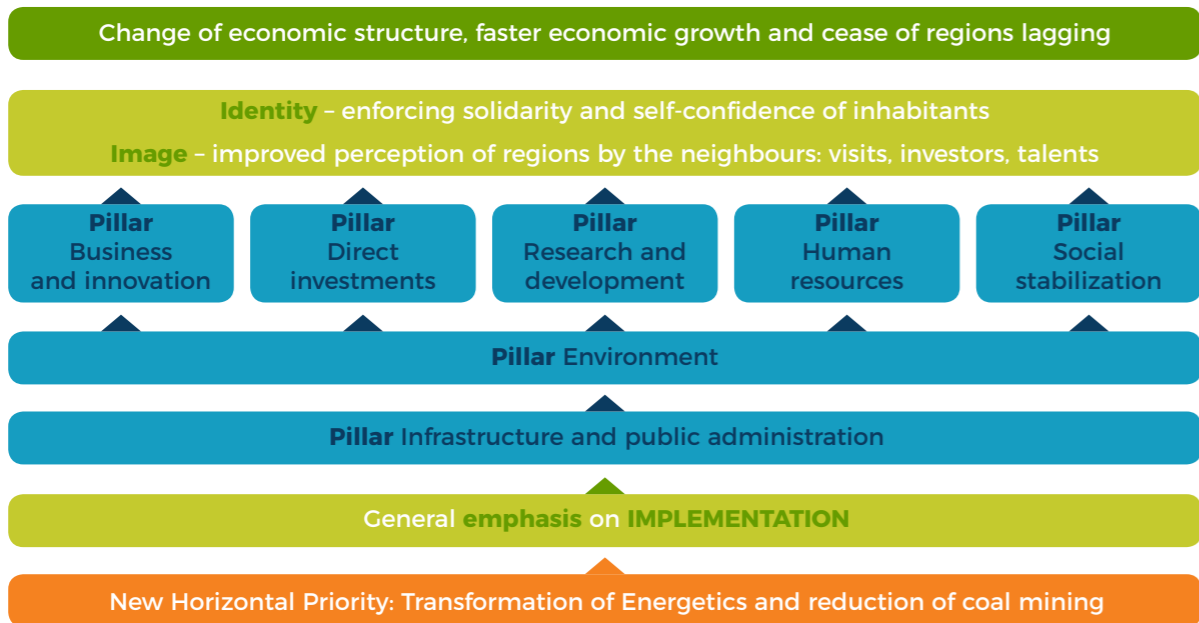 Change of economic structure, faster economic growth and cease of regions lagging
Identity – enforcing solidarity and self-confidence of inhabitants
Image – improved perception of regions by the neighbours: visits, investors, talents
Pillar
Business
and innovation
Pillar
Direct
investments
Pillar
Research and
development
Pillar
Human
resources
Pillar
Social
stabilization
Pillar Environment
Pillar Infrastructure and public administration
General emphasis on IMPLEMENTATION
New Horizontal Priority: Transformation of Energetics and reduction of coal mining